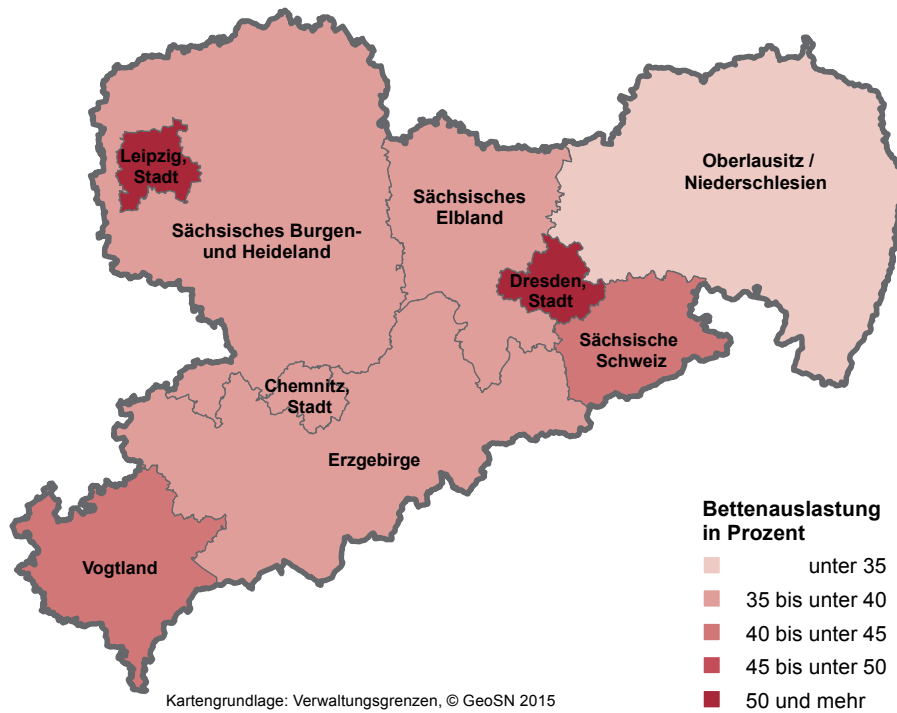 Leipzig,
Stadt
Sächsisches Burgen-
und Heideland
Sächsisches
Elbland
Oberlausitz /
Niederschlesien
Dresden,
Stadt
Sächsische
Schweiz
Chemnitz,
Stadt
Erzgebirge
Vogtland
Bettenauslastung
in Prozent
unter 35
35 bis unter 40
40 bis unter 45
45 bis unter 50
50 und mehr
Kartengrundlage: Verwaltungsgrenzen, © GeoSN 2015